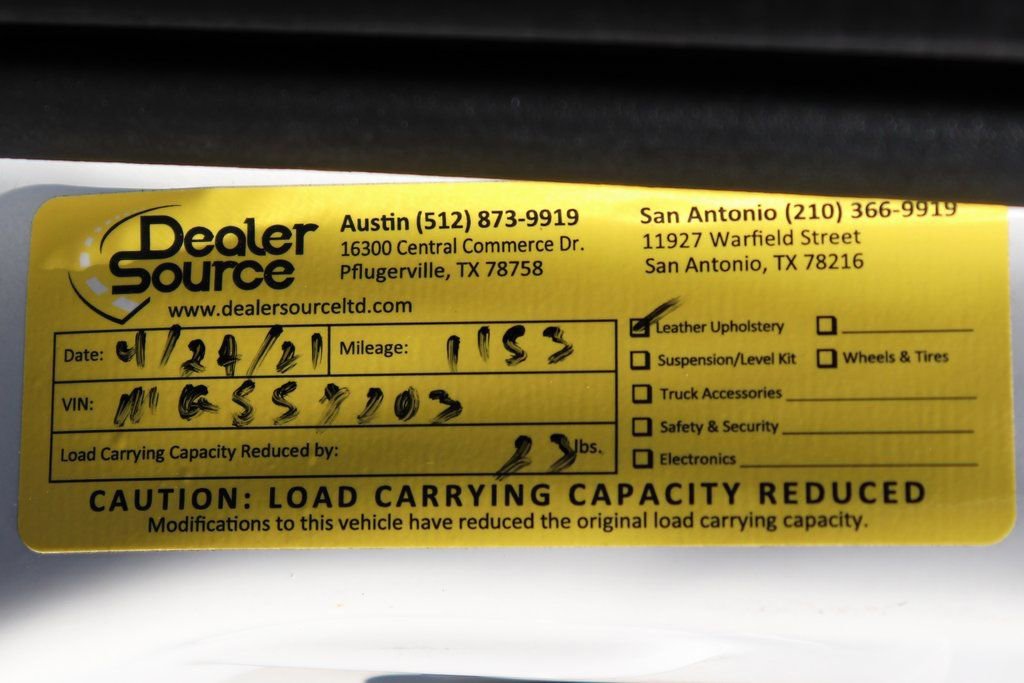 Dealer Source
www.dealersourceltd.com
Austin (512) 873-9919
16300 Central Commerce Dr.
Pflugerville, TX 78758
San Antonio (210) 366-9919
11927 Warfield Street
San Antonio, TX 78216
Date: 4/24/21 Mileage: 1153
VIN:
Load Carrying Capacity Reduced by: 23 lbs.
Leather Upholstery
Suspension/Level Kit Wheels & Tires
Truck Accessories
Safety & Security
Electronics
CAUTION: LOAD CARRYING CAPACITY REDUCED
Modifications to this vehicle have reduced the original load carrying capacity.